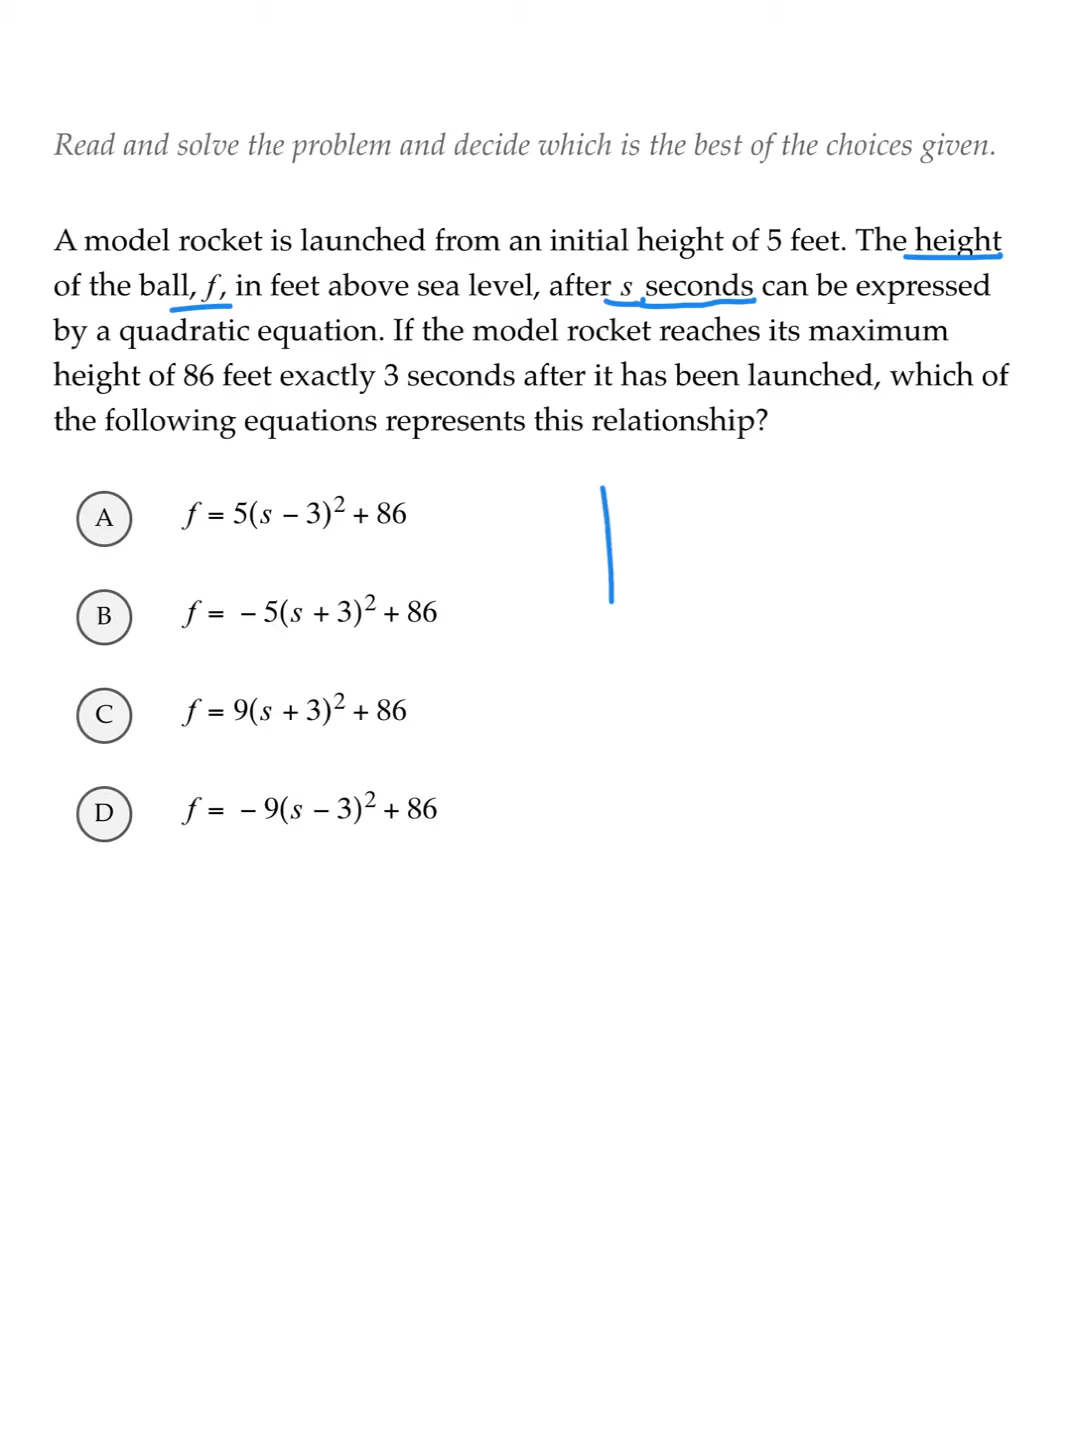 Read and solve the problem and decide which is the best of the choices given.
A model rocket is launched from an initial height of 5 feet. The height
of the ball, f, in feet above sea level, after s seconds can be expressed
by a quadratic equation. If the model rocket reaches its maximum
height of 86 feet exactly 3 seconds after it has been launched, which of
the following equations represents this relationship?
A f = 5(s − 3)² + 86
B f = − 5(s + 3)² + 86
C f = 9(s + 3)² + 86
D f = − 9(s − 3)² + 86